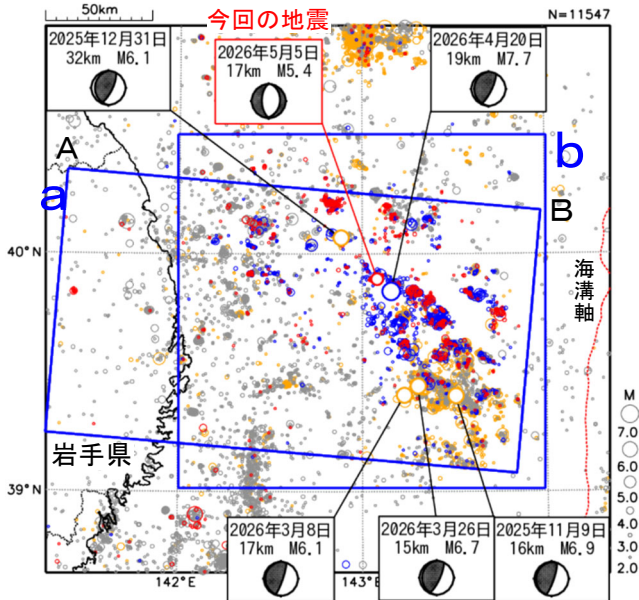 50km
今回の地震
N=11547
2025年12月31日
32km M6.1
2026年5月5日
17km M5.4
2026年4月20日
19km M7.7
A
b
a
B
40°N
海溝軸
岩手県
M
7.0
6.0
5.0
4.0
3.0
2.0
39°N
2026年3月8日
17km M6.1
2026年3月26日
15km M6.7
2025年11月9日
16km M6.9
142°E
143°E